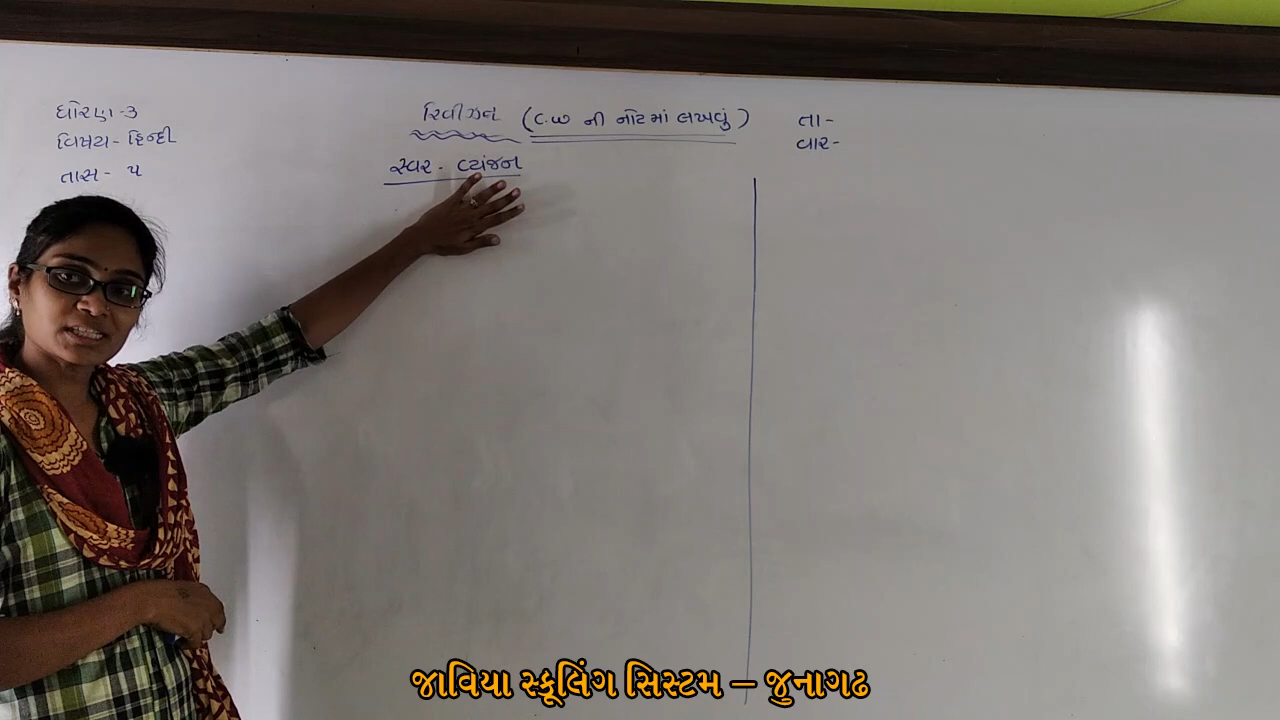 ધોરણ-૩
વિષય- હિન્દી
તાસ- ૫
રિવીઝન (C.W ની નોટમાં લખવું)
સ્વર - વ્યંજન
તા-
વાર-
જાવિયા સ્કૂલિંગ સિસ્ટમ – જુનાગઢ